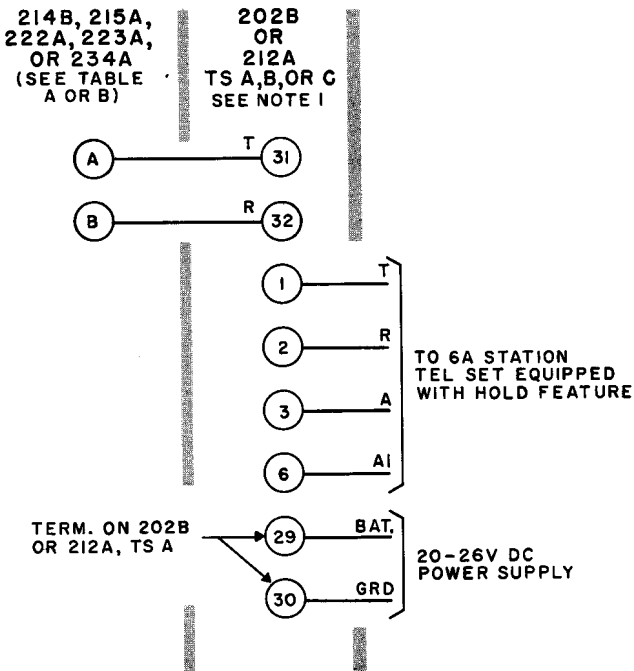 214B, 215A,
222A, 223A,
OR 234A
(SEE TABLE
A OR B)
202B
OR
212A
TS A,B,OR C
SEE NOTE 1
A T 31
B R 32
1 T
2 R
3 A
6 A1
TO 6A STATION
TEL SET EQUIPPED
WITH HOLD FEATURE
TERM. ON 202B
OR 212A, TS A
29 BAT.
30 GRD
20-26V DC
POWER SUPPLY